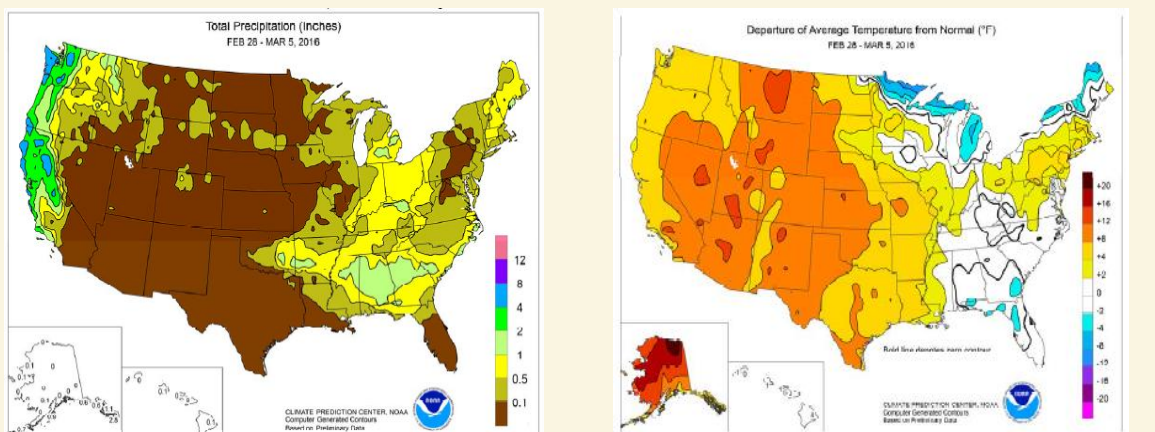 Total Precipitation (Inches)
FEB 28 - MAR 5, 2016
12
8
4
2
1
0.5
0.1
CLIMATE PREDICTION CENTER, NOAA
Computer Generated Contours
Based on Preliminary Data
Departure of Average Temperature from Normal (°F)
FEB 28 - MAR 5, 2016
+20
+16
+12
+8
+4
+2
0
-2
-4
-8
-12
-16
-20
Bold line denotes zero contour
CLIMATE PREDICTION CENTER, NOAA
Computer Generated Contours
Based on Preliminary Data